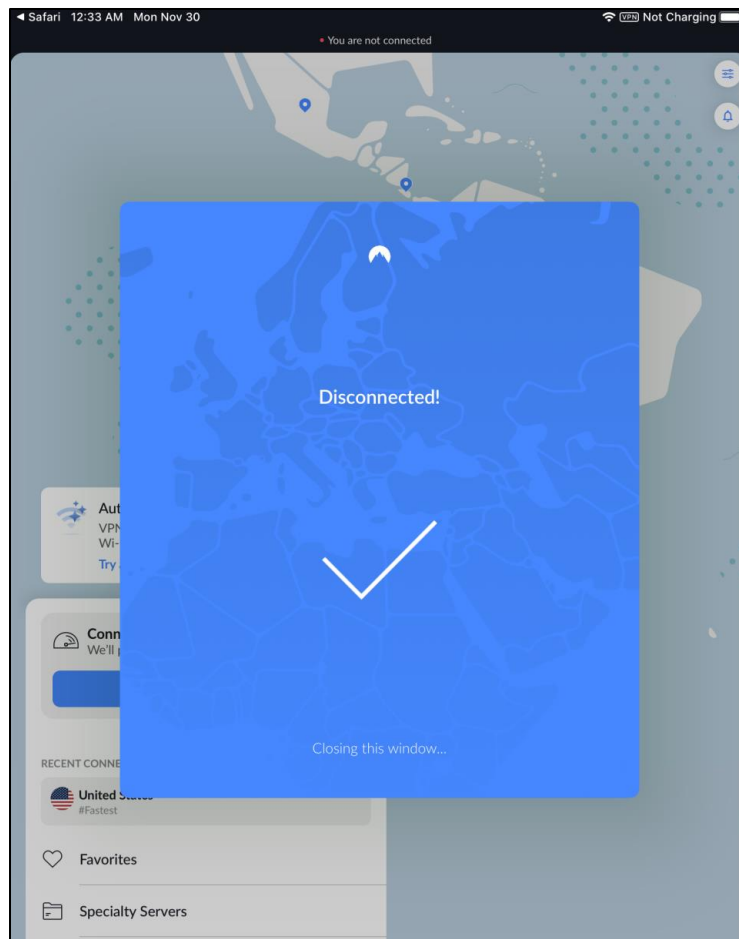 Safari 12:33 AM Mon Nov 30
VPN Not Charging
You are not connected
Disconnected!
Aut
VPN
Wi-
Try
Conn
We'll
Closing this window...
RECENT CONNE
United
#Fastest
Favorites
Specialty Servers